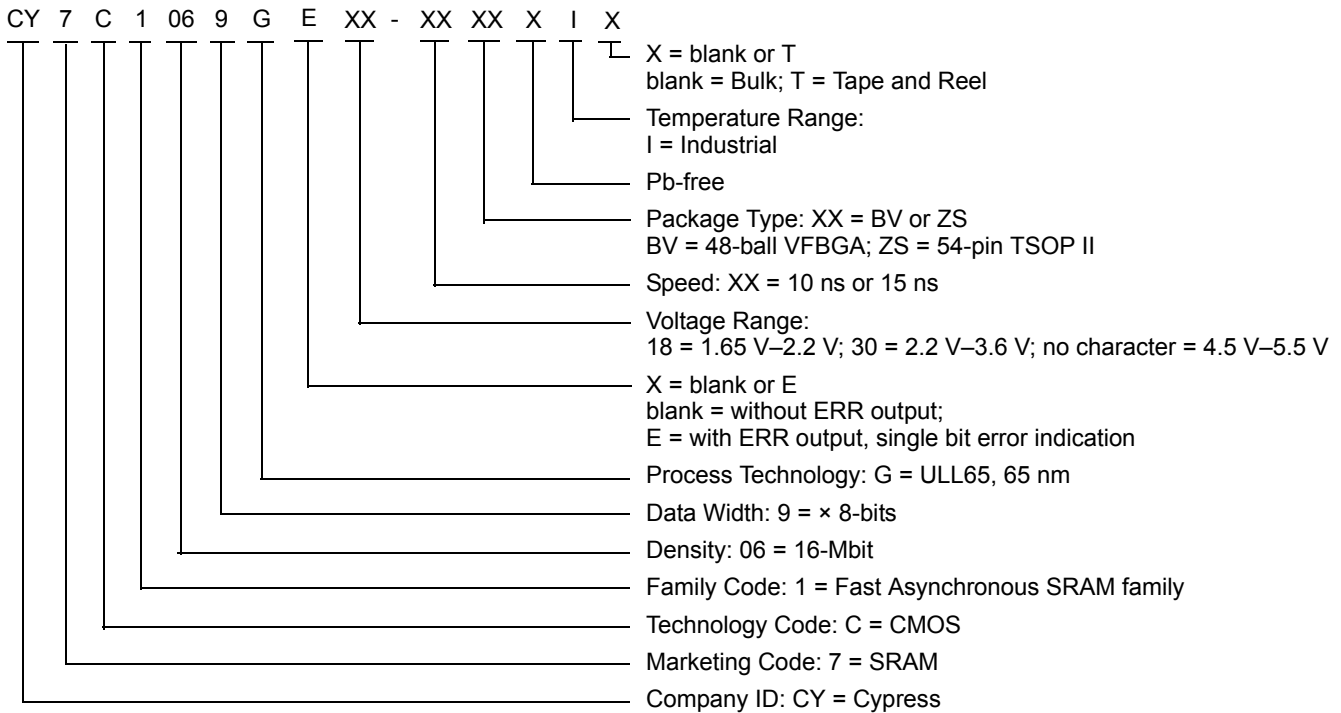 CY 7 C 1 06 9 G E XX - XX XX X I X
X = blank or T
blank = Bulk; T = Tape and Reel
Temperature Range:
I = Industrial
Pb-free
Package Type: XX = BV or ZS
BV = 48-ball VFBGA; ZS = 54-pin TSOP II
Speed: XX = 10 ns or 15 ns
Voltage Range:
18 = 1.65 V–2.2 V; 30 = 2.2 V–3.6 V; no character = 4.5 V–5.5 V
X = blank or E
blank = without ERR output;
E = with ERR output, single bit error indication
Process Technology: G = ULL65, 65 nm
Data Width: 9 = × 8-bits
Density: 06 = 16-Mbit
Family Code: 1 = Fast Asynchronous SRAM family
Technology Code: C = CMOS
Marketing Code: 7 = SRAM
Company ID: CY = Cypress